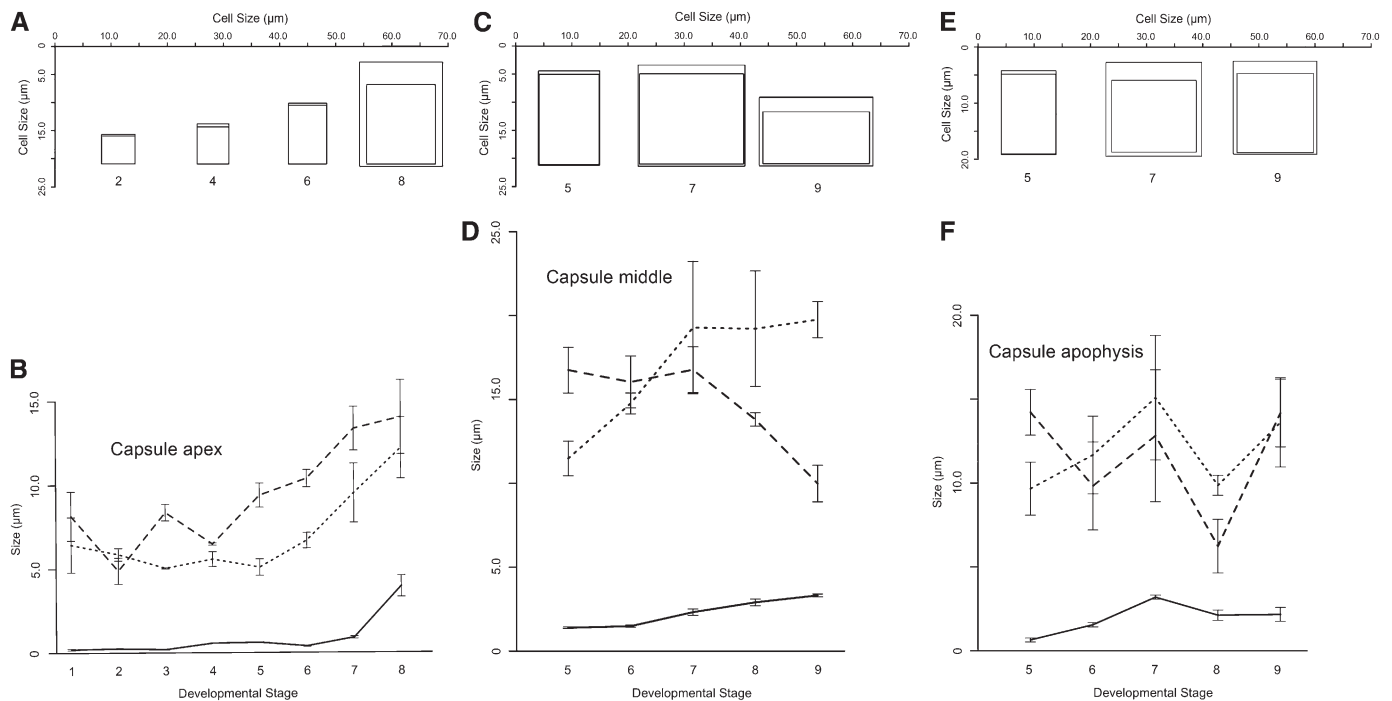 A
Cell Size (µm)
0 10.0 20.0 30.0 40.0 50.0 60.0 70.0
Cell Size (µm)
0 5.0 15.0 25.0
2 4 6 8
C
Cell Size (µm)
10.0 20.0 30.0 40.0 50.0 60.0 70.0
Cell Size (µm)
0 5.0 15.0 25.0
5 7 9
E
Cell Size (µm)
10.0 20.0 30.0 40.0 50.0 60.0 70.0
Cell Size (µm)
0 10.0 20.0
5 7 9
B
Capsule apex
Size (µm)
15.0
10.0
5.0
0
1 2 3 4 5 6 7 8
Developmental Stage
D
Capsule middle
Size (µm)
25.0
15.0
5.0
0
5 6 7 8 9
Developmental Stage
F
Capsule apophysis
Size (µm)
20.0
10.0
0
5 6 7 8 9
Developmental Stage